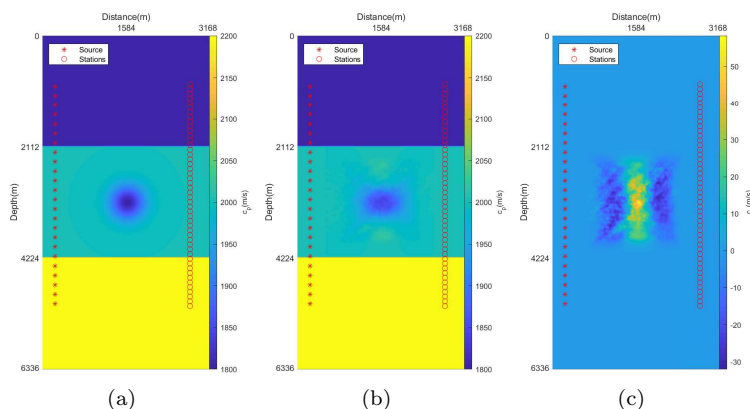 Distance(m)
1584
3168
0
Source
Stations
2112
4224
6336
Depth(m)
2200
2150
2100
2050
2000
1950
1900
1850
1800
c_p(m/s)
(a)
Distance(m)
1584
3168
0
Source
Stations
2112
4224
6336
Depth(m)
2200
2150
2100
2050
2000
1950
1900
1850
1800
c_p(m/s)
(b)
Distance(m)
1584
3168
0
Source
Stations
2112
4224
6336
Depth(m)
50
40
30
20
10
0
-10
-20
-30
c_p(m/s)
(c)